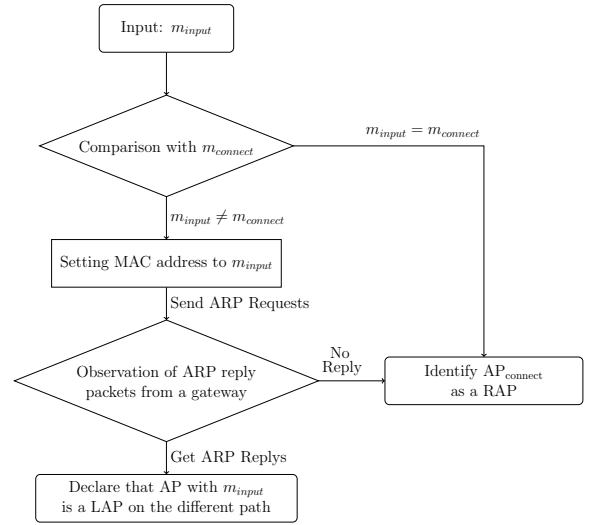 Input: m_input
Comparison with m_connect
m_input = m_connect
m_input ≠ m_connect
Setting MAC address to m_input
Send ARP Requests
Observation of ARP reply
packets from a gateway
No
Reply
Identify AP_connect
as a RAP
Get ARP Replys
Declare that AP with m_input
is a LAP on the different path